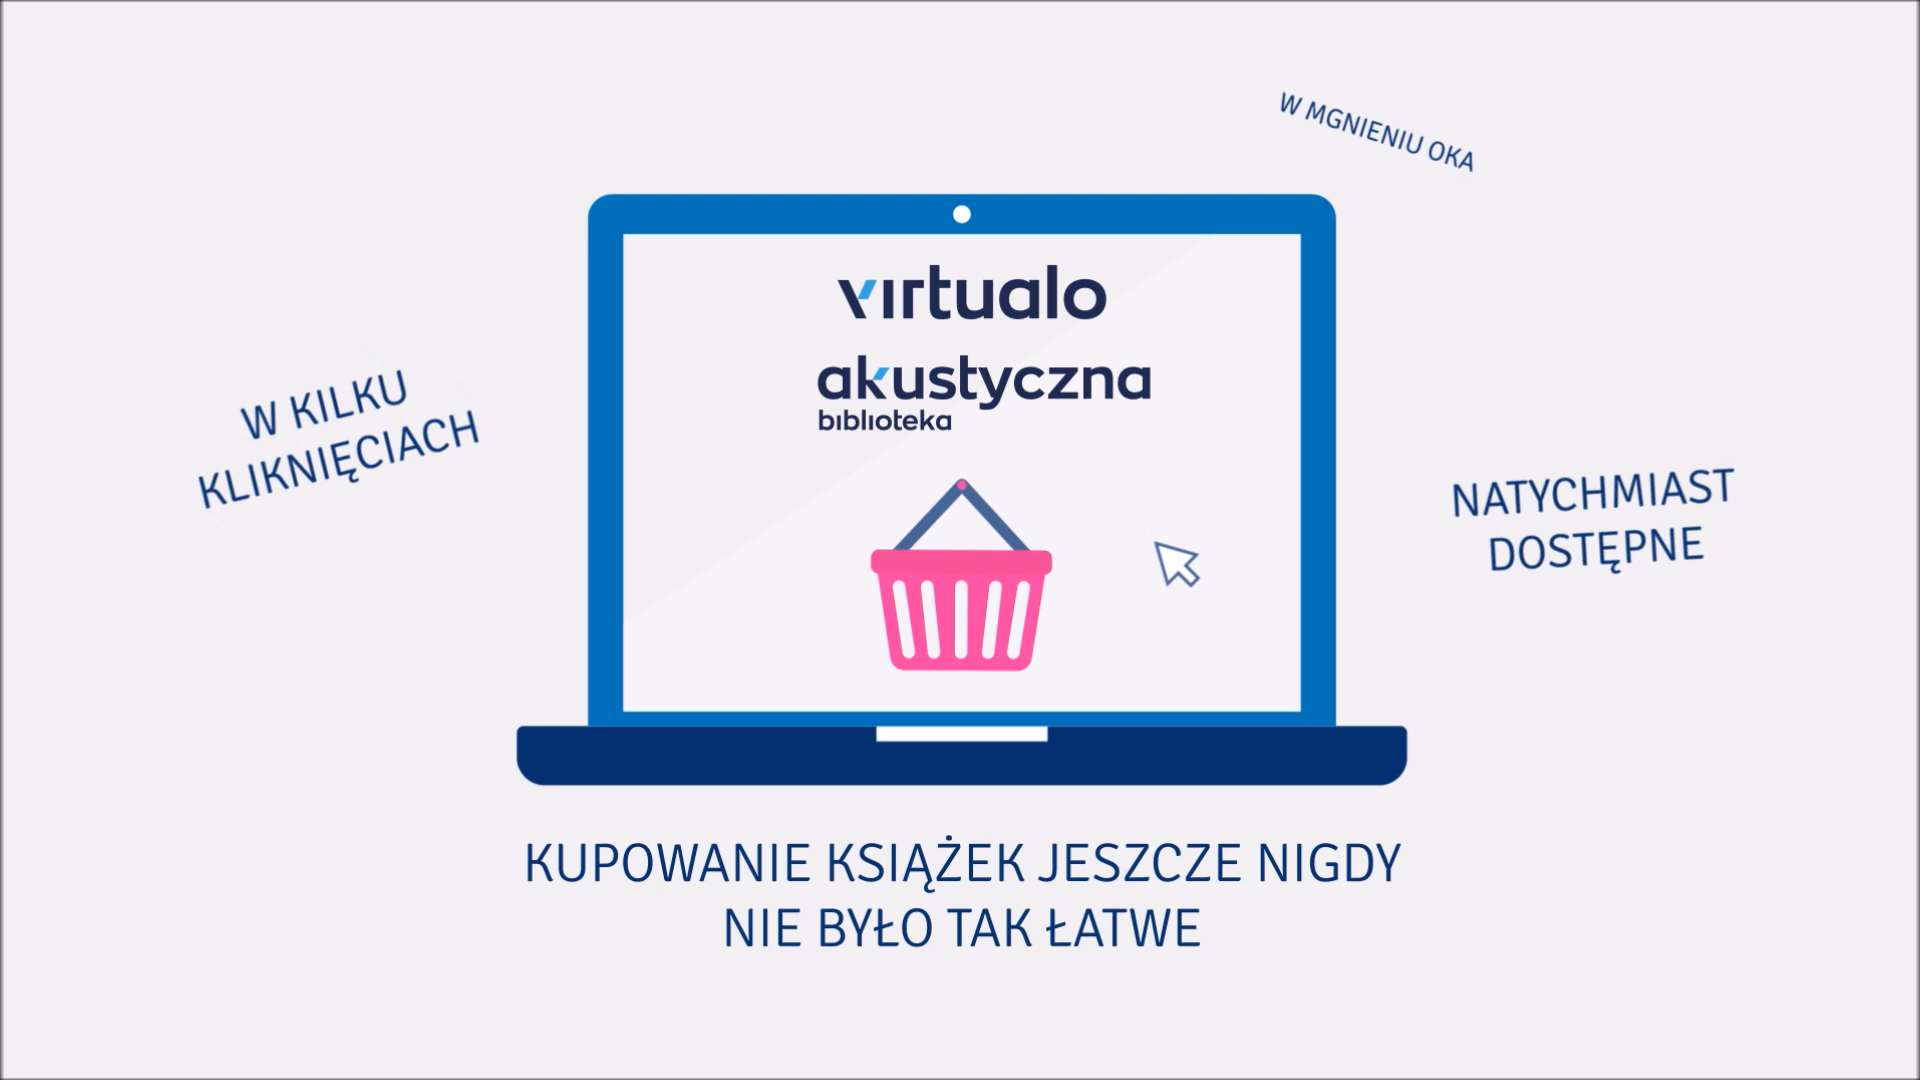 W MGNIENIU OKA
virtualo
akustyczna
biblioteka
W KILKU
KLIKNIĘCIACH
NATYCHMIAST
DOSTĘPNE
KUPOWANIE KSIĄŻEK JESZCZE NIGDY
NIE BYŁO TAK ŁATWE